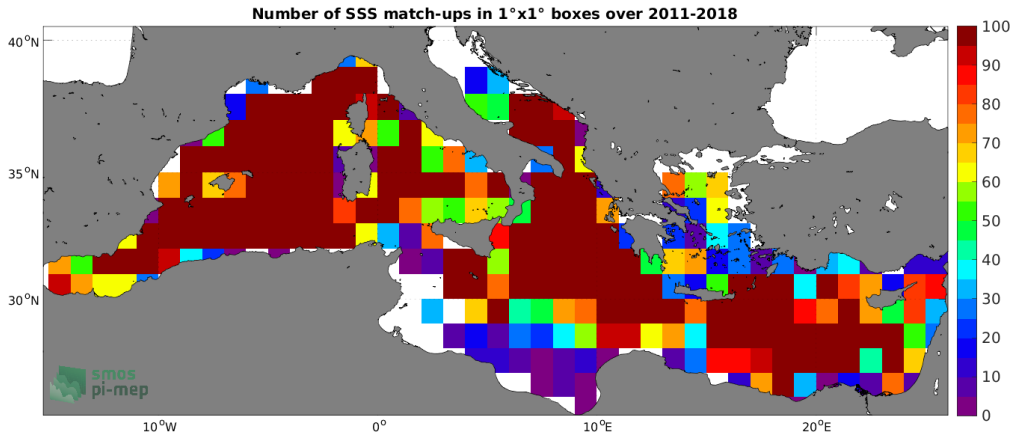 Number of SSS match-ups in 1°x1° boxes over 2011-2018
40°N
35°N
30°N
10°W
0°
10°E
20°E
100
90
80
70
60
50
40
30
20
10
0
smos
pi-mep